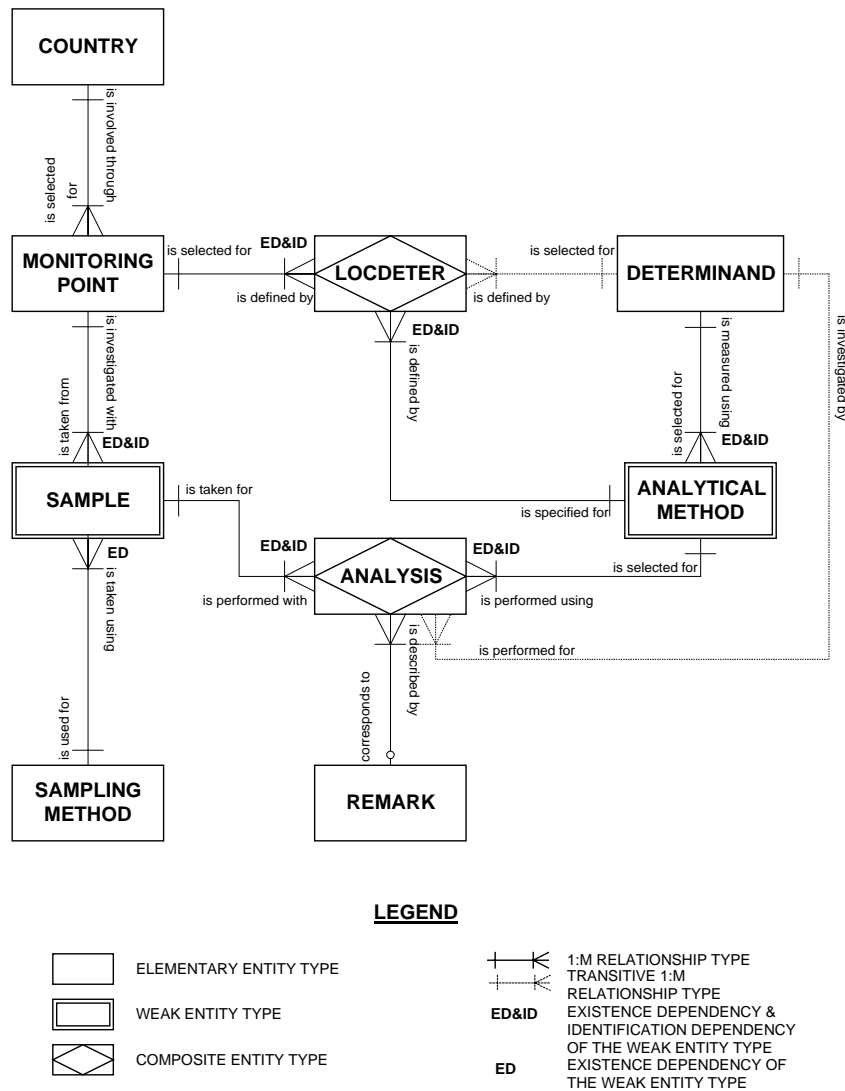 COUNTRY
is involved through
is selected
for
MONITORING
POINT
is selected for
ED&ID
is defined by
LOCDETER
is selected for
is defined by
DETERMINAND
ED&ID
is defined by
is investigated by
is investigated with
is taken from
ED&ID
is measured using
is selected for
ED&ID
SAMPLE
is taken for
is specified for
ANALYTICAL
METHOD
ED
is taken using
ED&ID
is performed with
ANALYSIS
ED&ID
is performed using
is selected for
is described by
is performed for
corresponds to
is used for
SAMPLING
METHOD
REMARK
LEGEND
ELEMENTARY ENTITY TYPE
WEAK ENTITY TYPE
COMPOSITE ENTITY TYPE
1:M RELATIONSHIP TYPE
TRANSITIVE 1:M
RELATIONSHIP TYPE
ED&ID EXISTENCE DEPENDENCY &
IDENTIFICATION DEPENDENCY
OF THE WEAK ENTITY TYPE
ED EXISTENCE DEPENDENCY OF
THE WEAK ENTITY TYPE